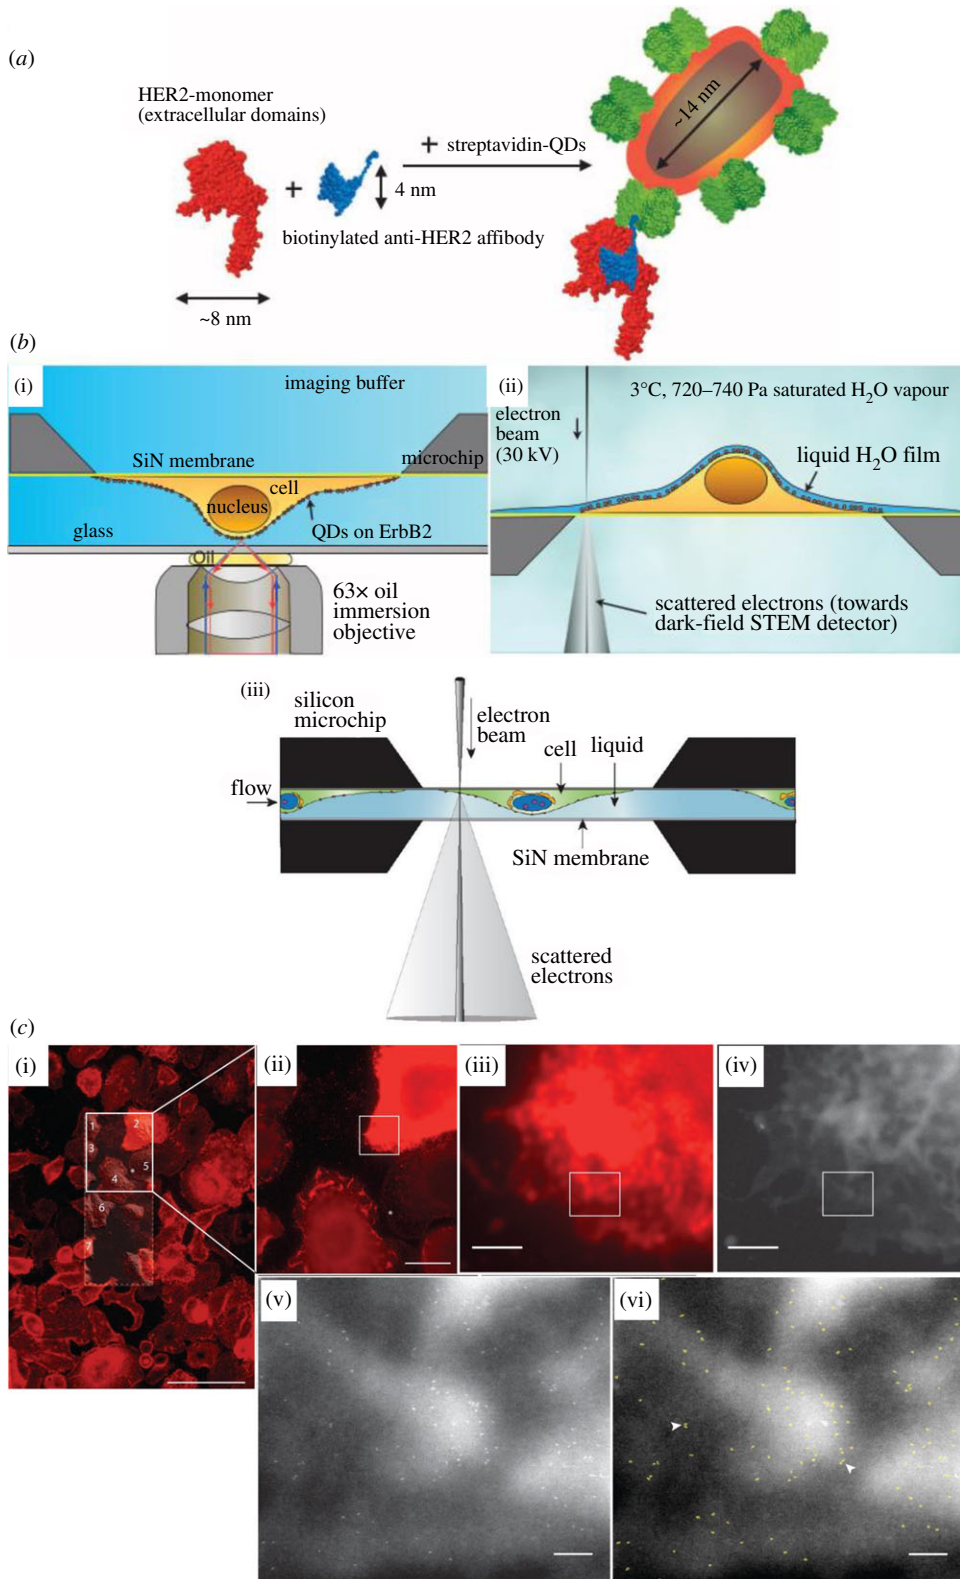 (a)
HER2-monomer
(extracellular domains)
+
4 nm
+ streptavidin-QDs
~14 nm
biotinylated anti-HER2 affibody
~8 nm
(b)
(i)
imaging buffer
SiN membrane
microchip
cell
nucleus
glass
QDs on ErbB2
Oil
63× oil
immersion
objective
(ii)
3°C, 720–740 Pa saturated H₂O vapour
electron
beam
(30 kV)
liquid H₂O film
scattered electrons (towards
dark-field STEM detector)
(iii)
silicon
microchip
electron
beam
cell
liquid
flow
SiN membrane
scattered
electrons
(c)
(i)
1
2
3
4
5
6
7
(ii)
(iii)
(iv)
(v)
(vi)